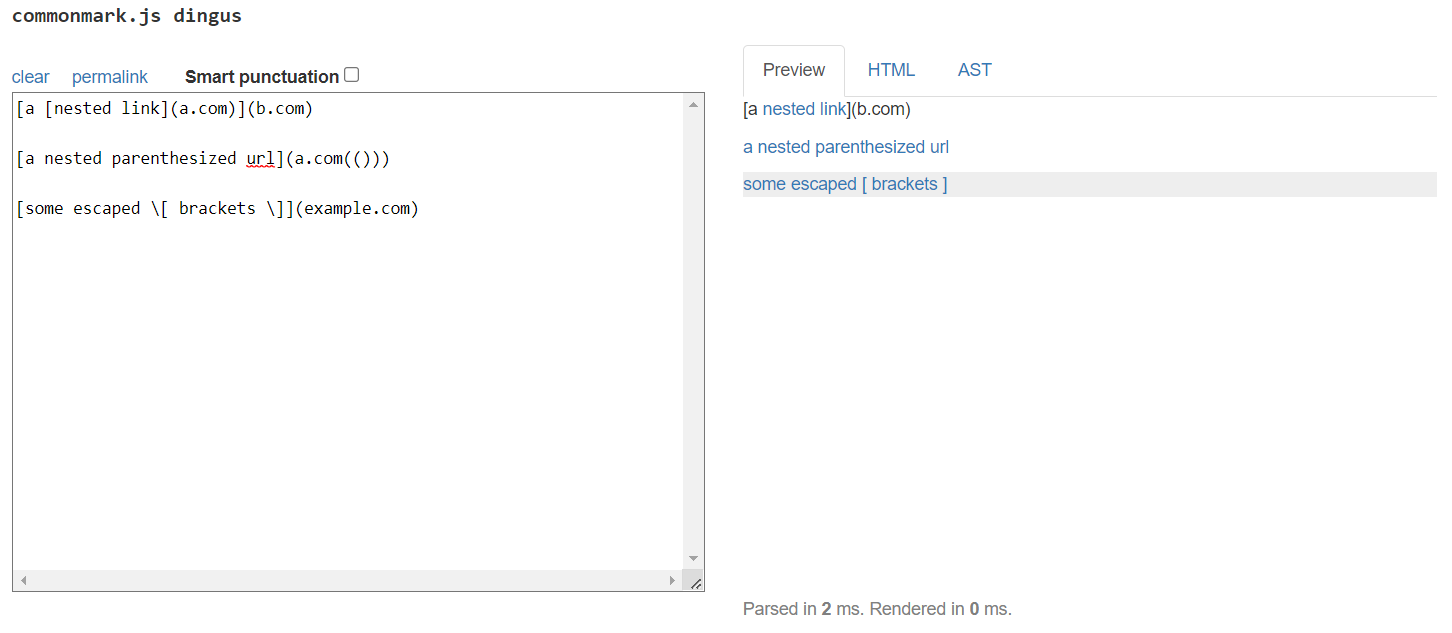 commonmark.js dingus
clear permalink Smart punctuation
[a [nested link](a.com)](b.com)
[a nested parenthesized url](a.com(()))
[some escaped \[ brackets \]](example.com)
Preview HTML AST
[a nested link](b.com)
a nested parenthesized url
some escaped [ brackets ]
Parsed in 2 ms. Rendered in 0 ms.